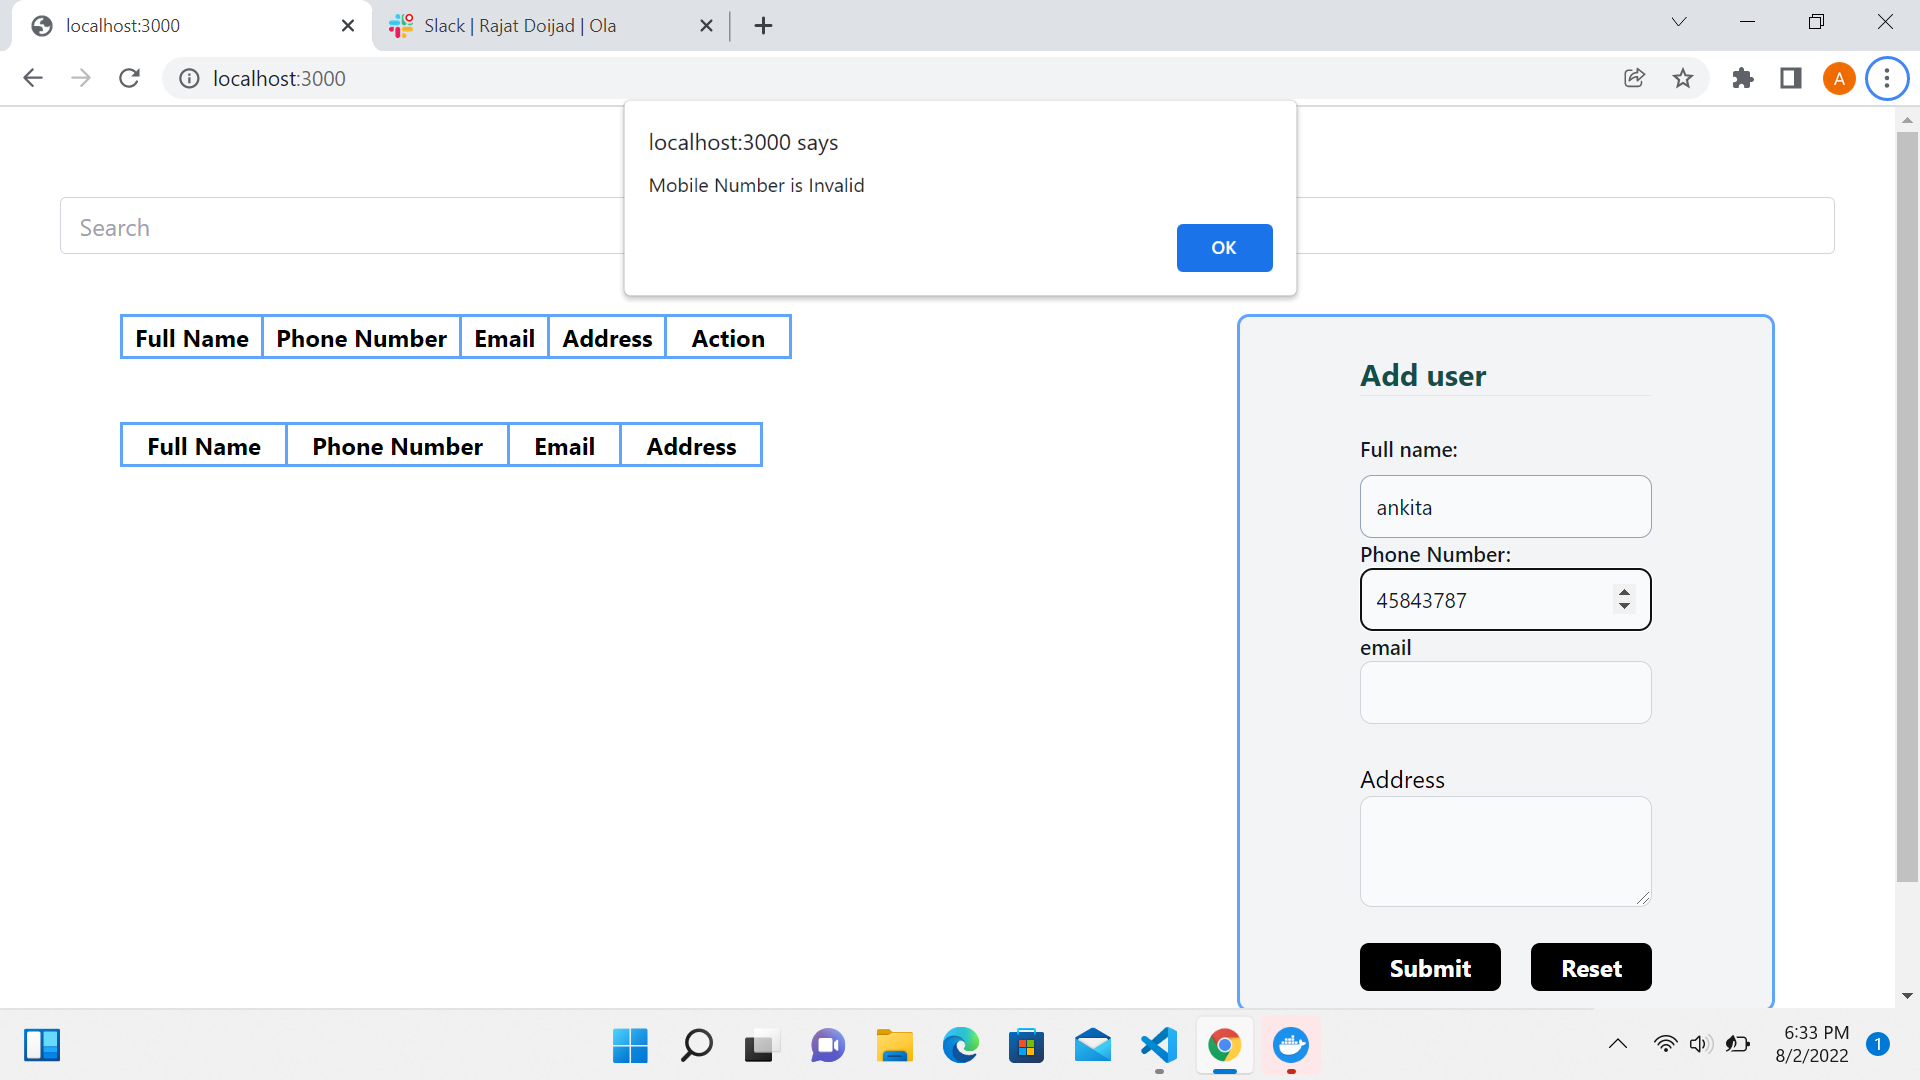 localhost:3000
Slack | Rajat Doijad | Ola
localhost:3000
A
localhost:3000 says
Mobile Number is Invalid
OK
Search
Full Name Phone Number Email Address Action
Full Name Phone Number Email Address
Add user
Full name:
ankita
Phone Number:
45843787
email
Address
Submit Reset
6:33 PM
8/2/2022
1